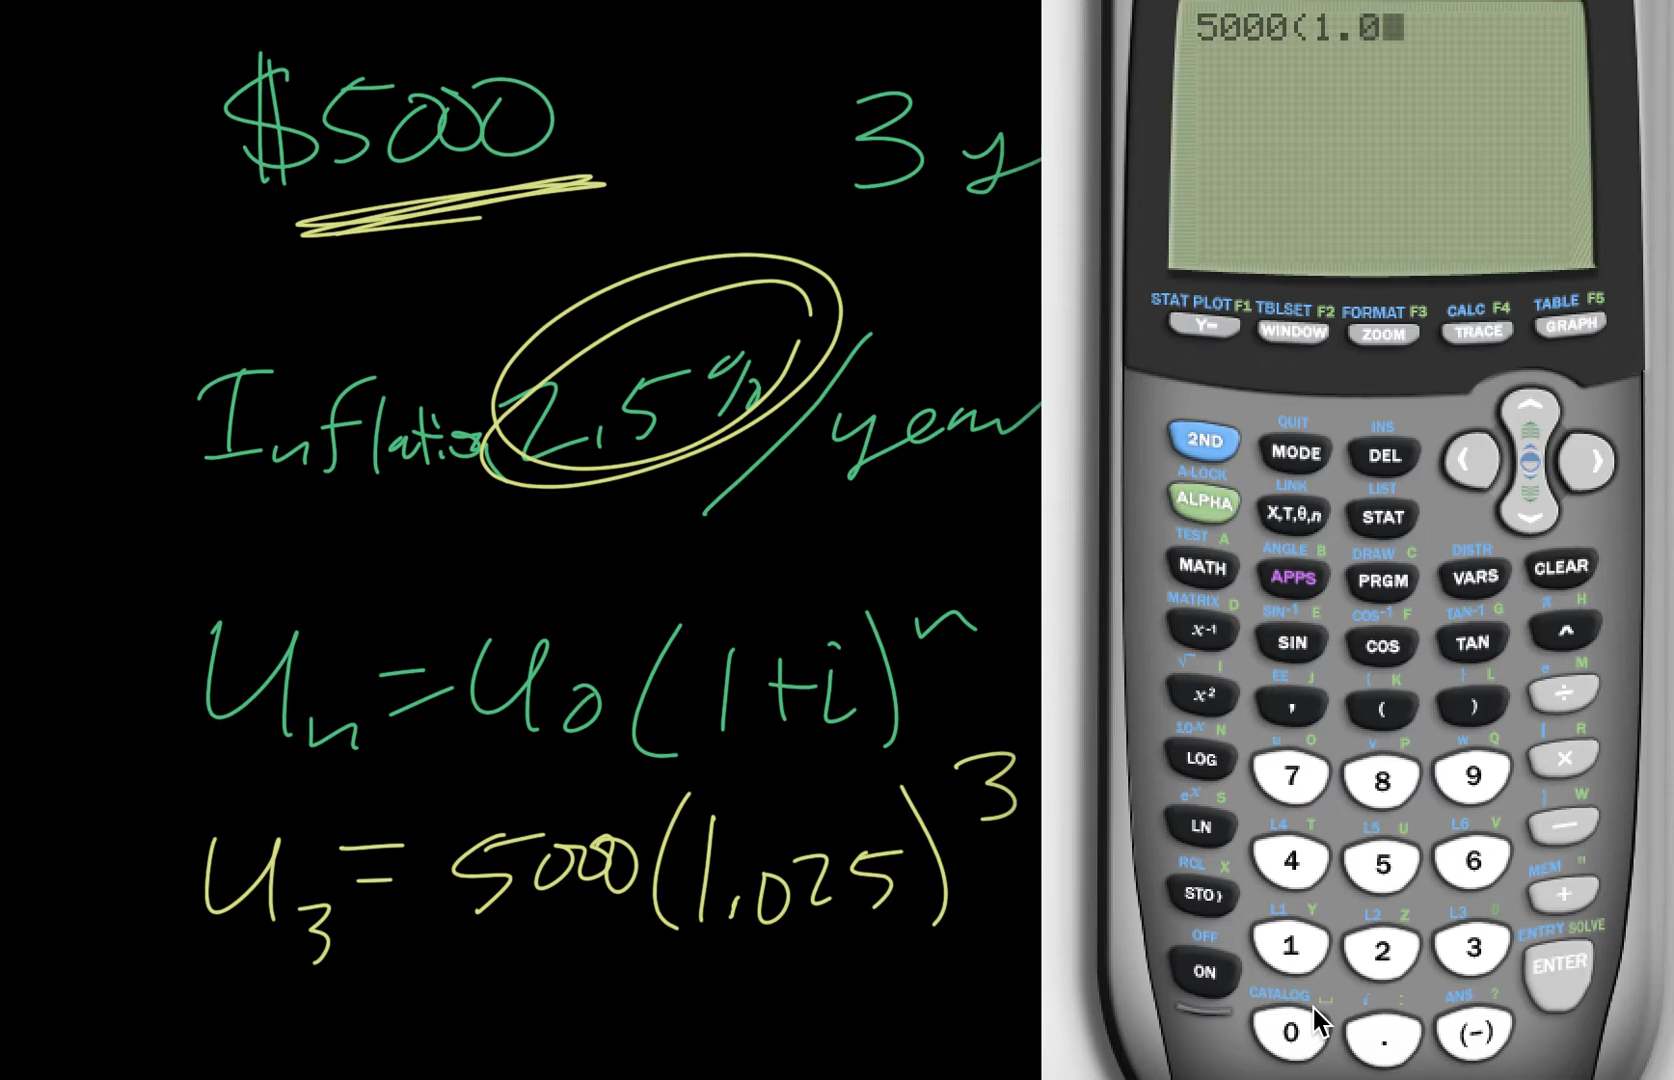 $5000
3 y
Inflation 2.5%/year
Un = U0(1+i)^n
U3 = 5000(1.025)^3
5000(1.0
STAT PLOT F1 TBLSET F2 FORMAT F3 CALC F4 TABLE F5
Y= WINDOW ZOOM TRACE GRAPH
QUIT INS
2ND MODE DEL
A-LOCK LINK LIST
ALPHA X,T,θ,n STAT
TEST A ANGLE B DRAW C DISTR
MATH APPS PRGM VARS CLEAR
MATRIX D SIN⁻¹ E COS⁻¹ F TAN⁻¹ G π H
x⁻¹ SIN COS TAN ^
√ I EE J { K } L e M
x² , ( ) ÷
10ˣ N u O v P w Q [ R
LOG 7 8 9 ×
eˣ S L4 T L5 U L6 V ] W
LN 4 5 6 −
RCL X L1 Y L2 Z L3 θ MEM "
STO› 1 2 3 +
OFF CATALOG ⎵ i : ANS ? ENTRY SOLVE
ON 0 . (-) ENTER